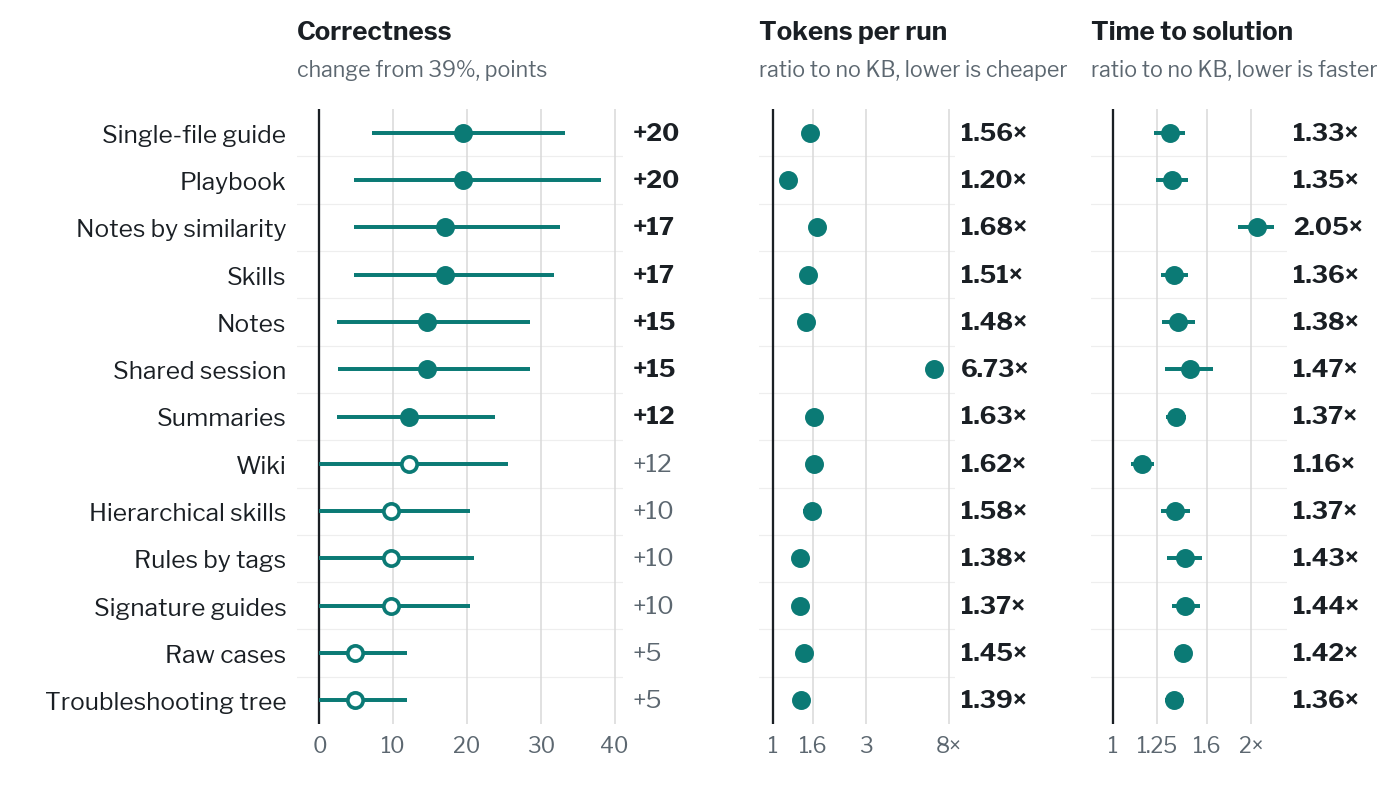 Correctness Tokens per run Time to solution
change from 39%, points ratio to no KB, lower is cheaper ratio to no KB, lower is faster
Single-file guide +20 1.56× 1.33×
Playbook +20 1.20× 1.35×
Notes by similarity +17 1.68× 2.05×
Skills +17 1.51× 1.36×
Notes +15 1.48× 1.38×
Shared session +15 6.73× 1.47×
Summaries +12 1.63× 1.37×
Wiki +12 1.62× 1.16×
Hierarchical skills +10 1.58× 1.37×
Rules by tags +10 1.38× 1.43×
Signature guides +10 1.37× 1.44×
Raw cases +5 1.45× 1.42×
Troubleshooting tree +5 1.39× 1.36×
0 10 20 30 40 1 1.6 3 8× 1 1.25 1.6 2×